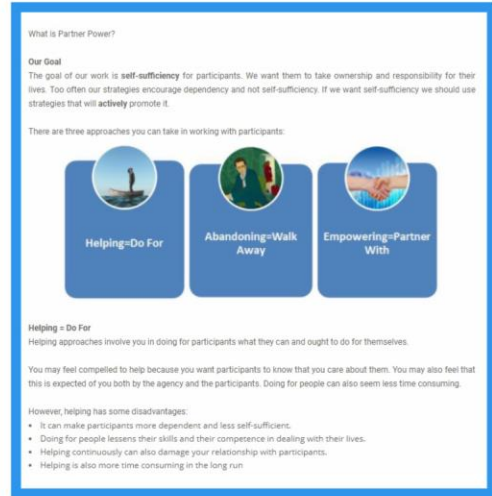 What is Partner Power?
Our Goal
The goal of our work is self-sufficiency for participants. We want them to take ownership and responsibility for their
lives. Too often our strategies encourage dependency and not self-sufficiency. If we want self-sufficiency we should use
strategies that will actively promote it.
There are three approaches you can take in working with participants:
Helping=Do For
Abandoning=Walk
Away
Empowering=Partner
With
Helping = Do For
Helping approaches involve you in doing for participants what they can and ought to do for themselves.
You may feel compelled to help because you want participants to know that you care about them. You may also feel that
this is expected of you both by the agency and the participants. Doing for people can also seem less time consuming.
However, helping has some disadvantages:
• It can make participants more dependent and less self-sufficient.
• Doing for people lessens their skills and their competence in dealing with their lives.
• Helping continuously can also damage your relationship with participants.
• Helping is also more time consuming in the long run